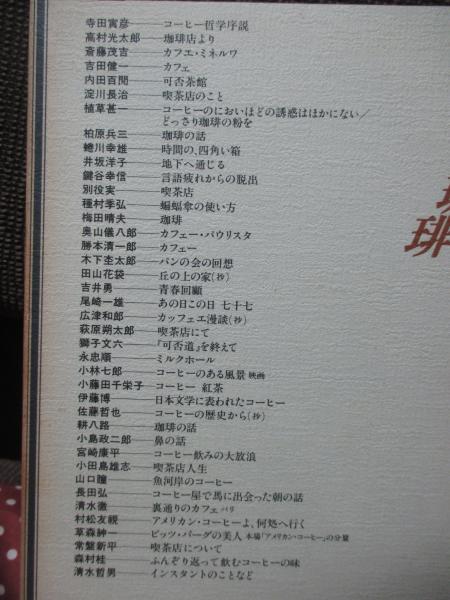 寺田寅彦――コーヒー哲学序説
高村光太郎――珈琲店より
斎藤茂吉――カフエ・ミネルワ
吉田健一――カフェ
内田百閒――可否茶館
淀川長治――喫茶店のこと
植草甚一――コーヒーのにおいほどの誘惑はほかにない／
どっさり珈琲の粉を
柏原兵三――珈琲の話
蜷川幸雄――時間の、四角い箱
井坂洋子――地下へ通じる
鍵谷幸信――言語疲れからの脱出
別役実――喫茶店
種村季弘――蝙蝠傘の使い方
梅田晴夫――珈琲
奥山儀八郎――カフェー・パウリスタ
勝本清一郎――カフェー
木下杢太郎――パンの会の回想
田山花袋――丘の上の家(抄)
吉井勇――青春回顧
尾崎一雄――あの日この日 七十七
広津和郎――カッフェエ漫談(抄)
萩原朔太郎――喫茶店にて
獅子文六――『可否道』を終えて
永忠順――ミルクホール
小林七郎――コーヒーのある風景 映画
小藤田千栄子――コーヒー 紅茶
伊藤博――日本文学に表われたコーヒー
佐藤哲也――コーヒーの歴史から(抄)
耕八路――珈琲の話
小島政二郎――鼻の話
宮崎康平――コーヒー飲みの大放浪
小田島雄志――喫茶店人生
山口瞳――魚河岸のコーヒー
長田弘――コーヒー屋で馬に出会った朝の話
清水徹――裏通りのカフェ パリ
村松友視――アメリカン・コーヒーよ、何処へ行く
草森紳一――ピッツ・バーグの美人 本場「アメリカン・コーヒー」の分量
常盤新平――喫茶店について
森村桂――ふんぞり返って飲むコーヒーの味
清水哲男――インスタントのことなど
琲